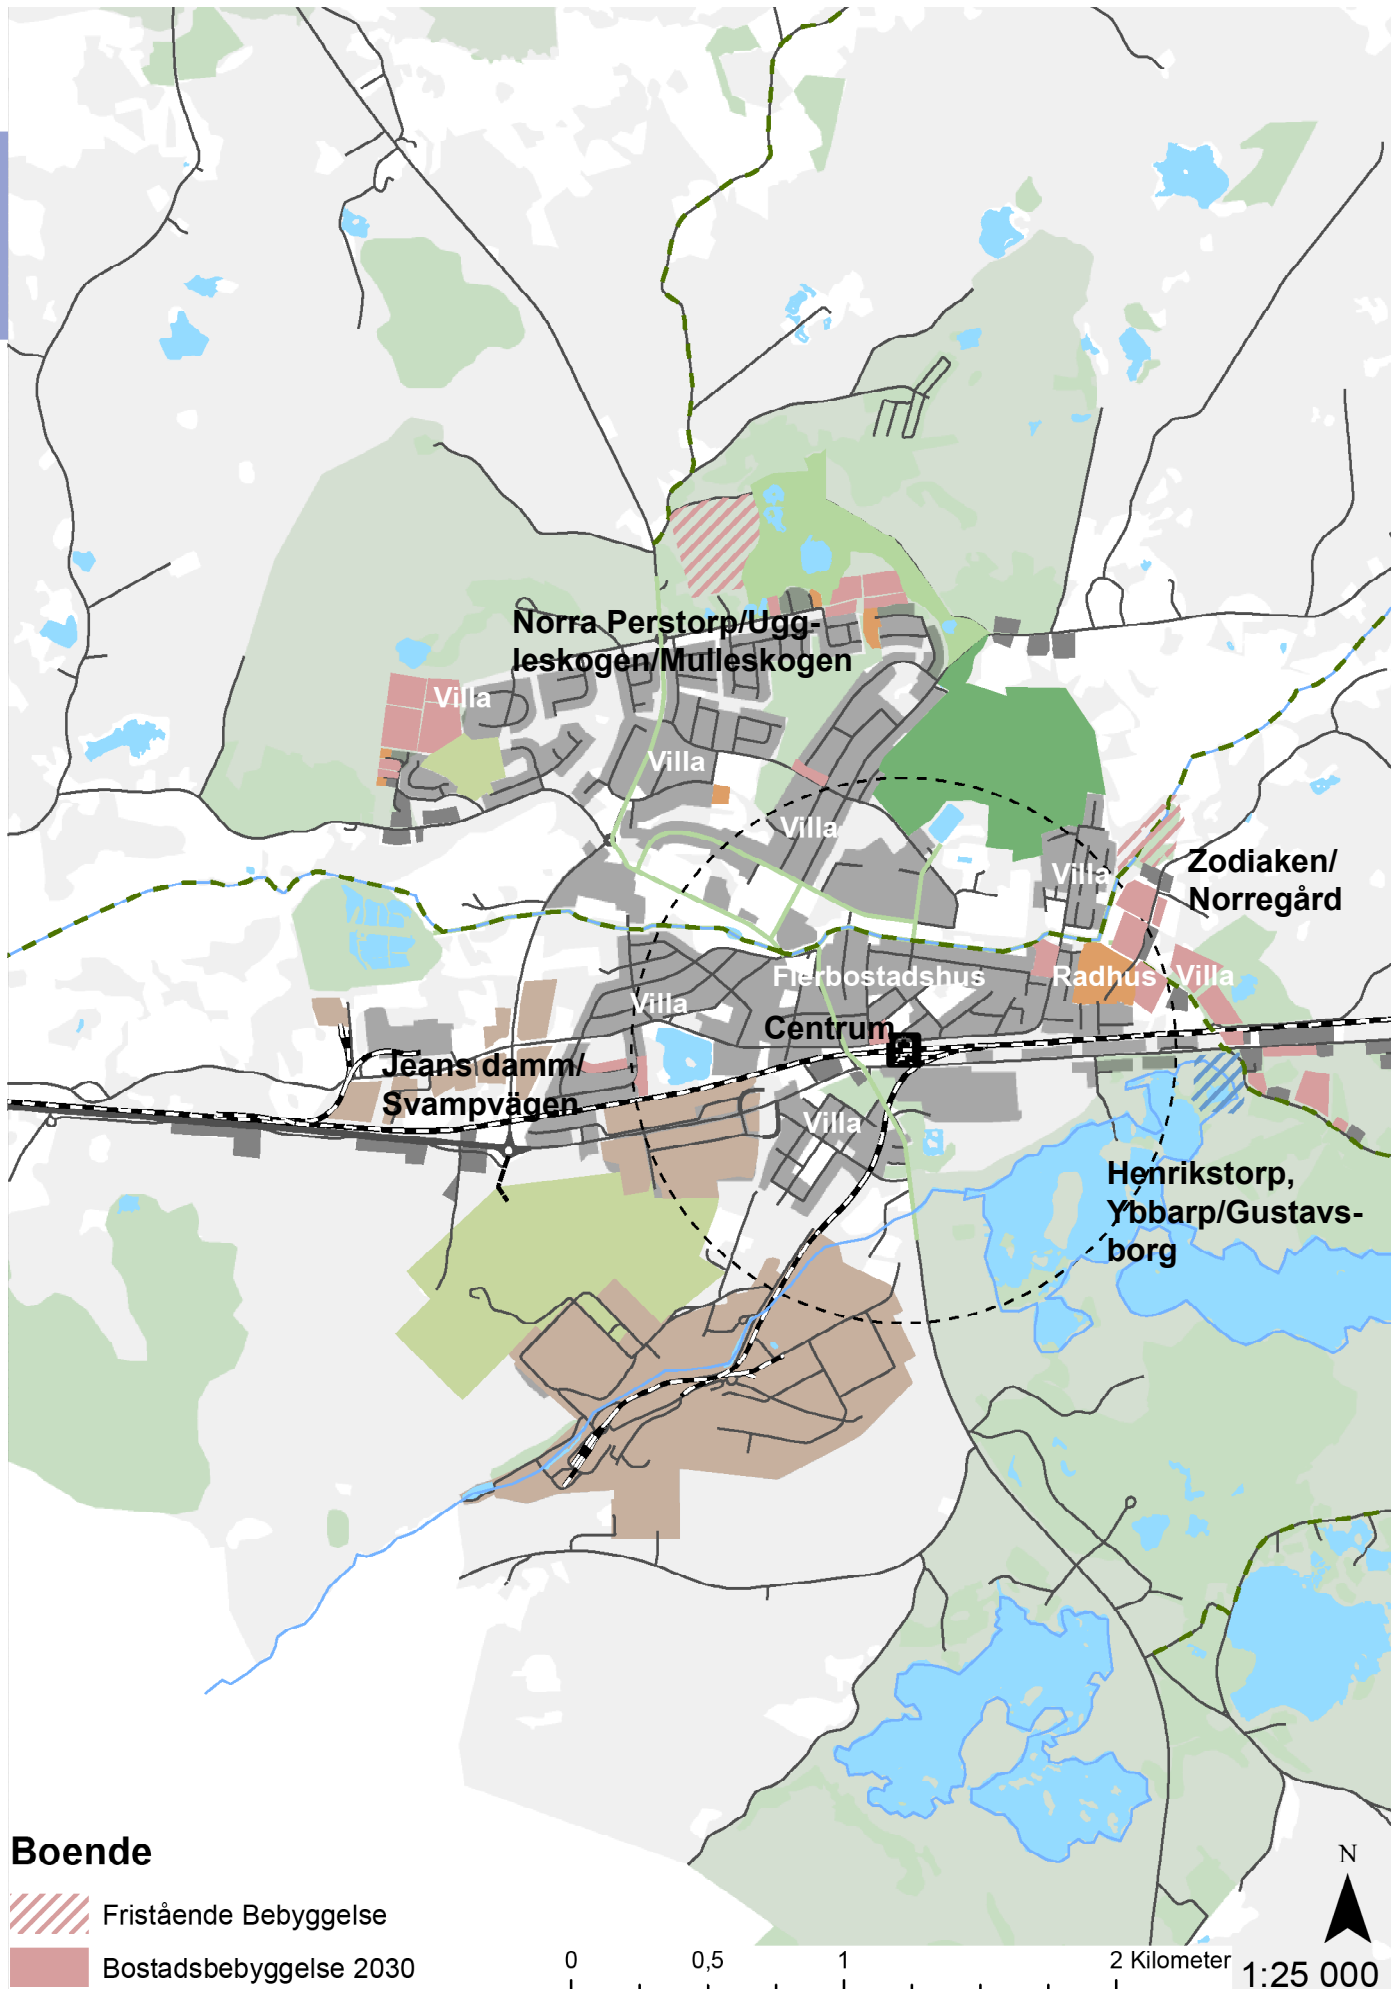 Norra Perstorp/Ugg-
leskogen/Mulleskogen
Villa
Villa
Villa
Villa
Zodiaken/
Norregård
Flerbostadshus
Radhus
Villa
Villa
Centrum
Jeans damm/
Svampvägen
Villa
Henrikstorp,
Ybbarp/Gustavs-
borg
Boende
Fristående Bebyggelse
Bostadsbebyggelse 2030
0
0,5
1
2 Kilometer
N
1:25 000